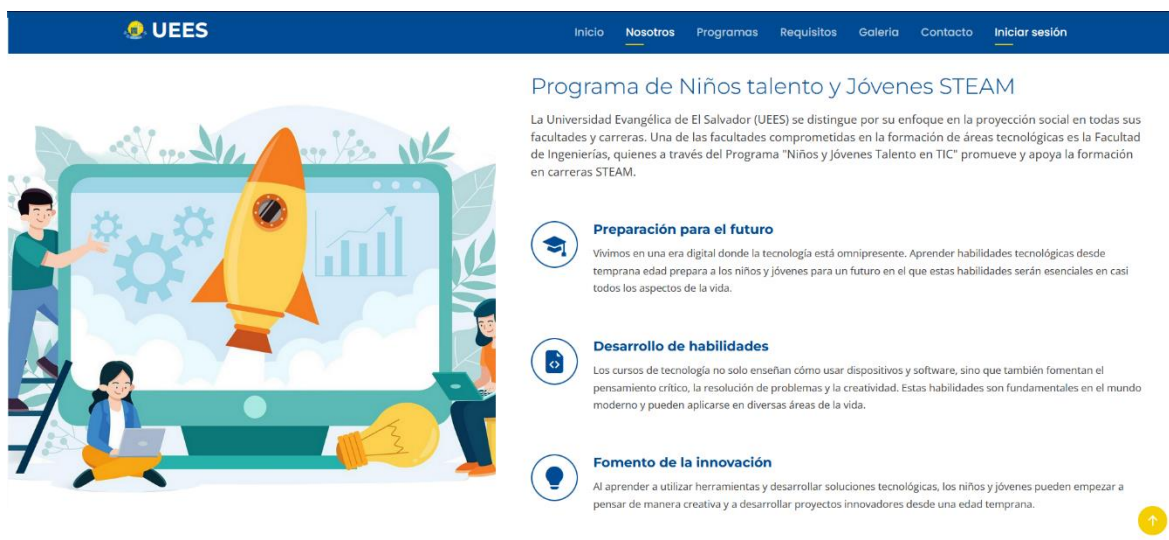 UEES
Inicio Nosotros Programas Requisitos Galeria Contacto Iniciar sesión
Programa de Niños talento y Jóvenes STEAM
La Universidad Evangélica de El Salvador (UEES) se distingue por su enfoque en la proyección social en todas sus
facultades y carreras. Una de las facultades comprometidas en la formación de áreas tecnológicas es la Facultad
de Ingenierías, quienes a través del Programa "Niños y Jóvenes Talento en TIC" promueve y apoya la formación
en carreras STEAM.
Preparación para el futuro
Vivimos en una era digital donde la tecnología está omnipresente. Aprender habilidades tecnológicas desde
temprana edad prepara a los niños y jóvenes para un futuro en el que estas habilidades serán esenciales en casi
todos los aspectos de la vida.
Desarrollo de habilidades
Los cursos de tecnología no solo enseñan cómo usar dispositivos y software, sino que también fomentan el
pensamiento crítico, la resolución de problemas y la creatividad. Estas habilidades son fundamentales en el mundo
moderno y pueden aplicarse en diversas áreas de la vida.
Fomento de la innovación
Al aprender a utilizar herramientas y desarrollar soluciones tecnológicas, los niños y jóvenes pueden empezar a
pensar de manera creativa y a desarrollar proyectos innovadores desde una edad temprana.